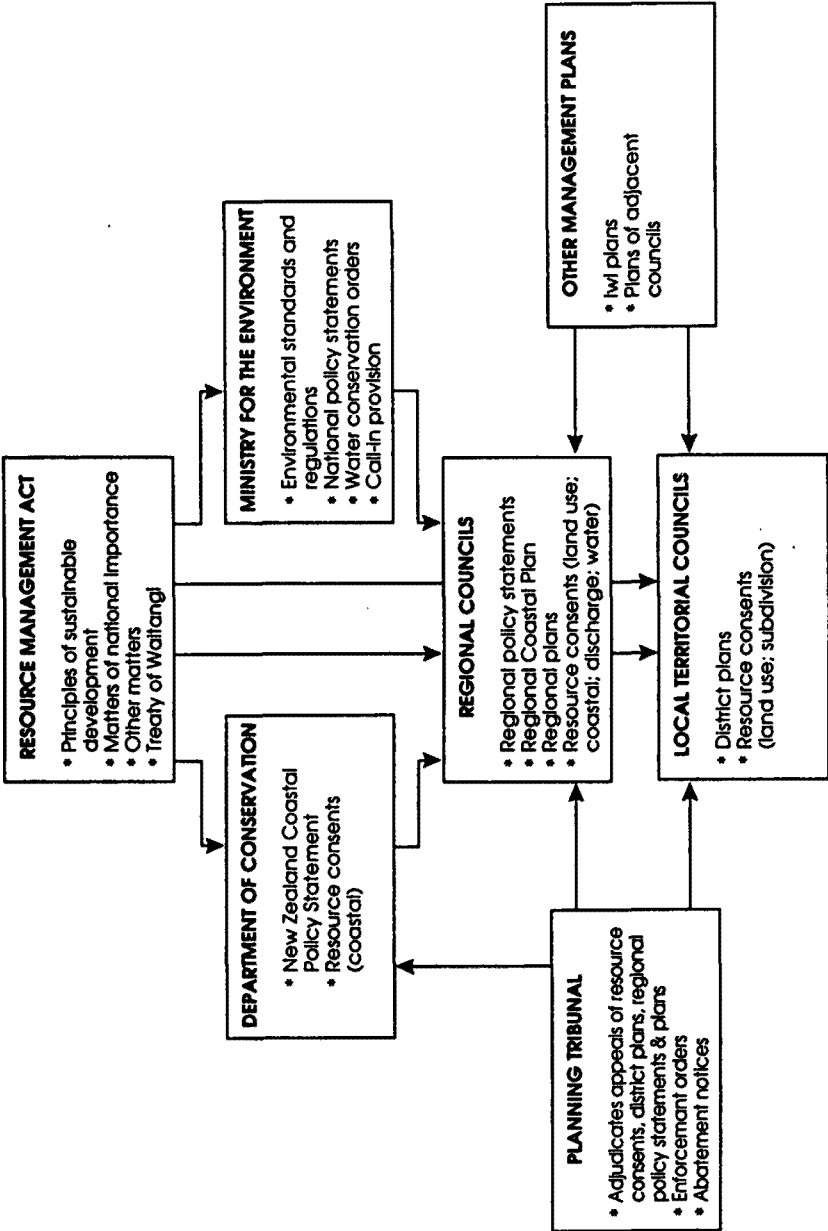 RESOURCE MANAGEMENT ACT
* Principles of sustainable
development
* Matters of national Importance
* Other matters
* Treaty of Waitangi
DEPARTMENT OF CONSERVATION
* New Zealand Coastal
Policy Statement
* Resource consents
(coastal)
MINISTRY FOR THE ENVIRONMENT
* Environmental standards and
regulations
* National policy statements
* Water conservation orders
* Call-in provision
REGIONAL COUNCILS
* Regional policy statements
* Regional Coastal Plan
* Regional plans
* Resource consents (land use;
coastal; discharge; water)
PLANNING TRIBUNAL
* Adjudicates appeals of resource
consents, district plans, regional
policy statements & plans
* Enforcemant orders
* Abatement notices
LOCAL TERRITORIAL COUNCILS
* District plans
* Resource consents
(land use; subdivision)
OTHER MANAGEMENT PLANS
* Iwi plans
* Plans of adjacent
councils